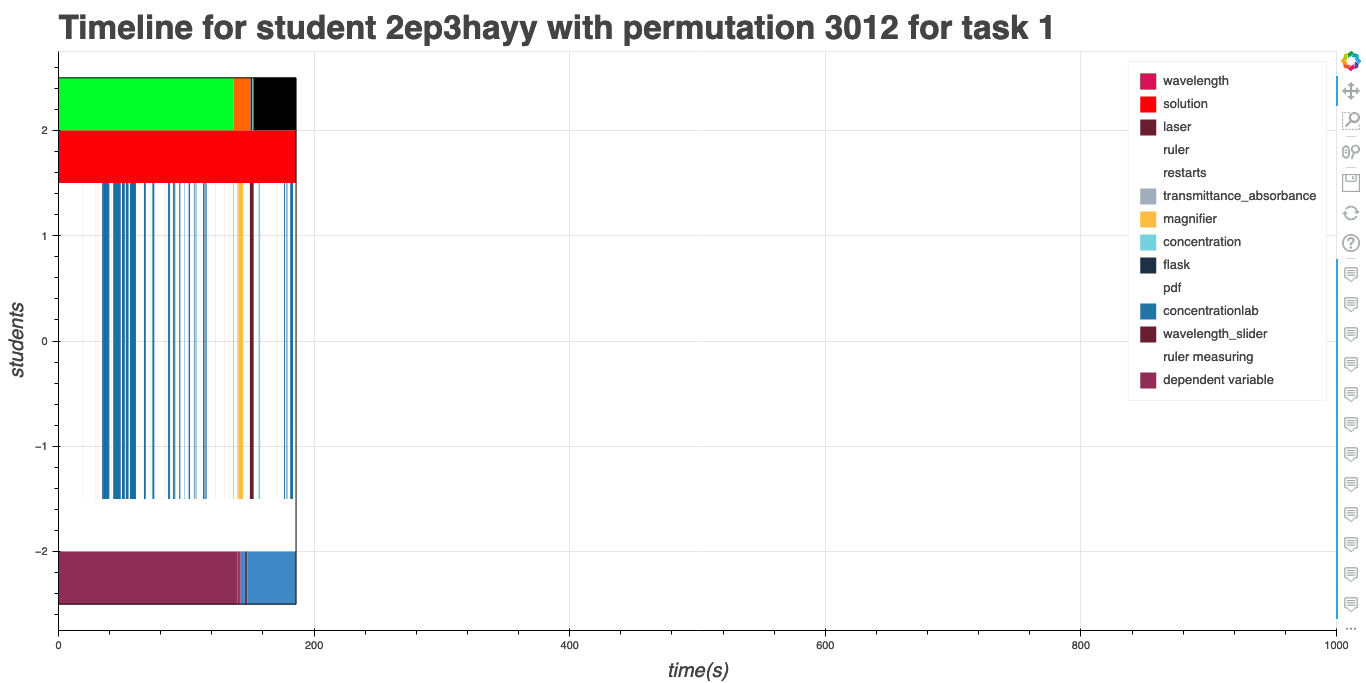 Timeline for student 2ep3hayy with permutation 3012 for task 1
wavelength
solution
laser
ruler
restarts
transmittance_absorbance
magnifier
concentration
flask
pdf
concentrationlab
wavelength_slider
ruler measuring
dependent variable
students
2
1
0
−1
−2
0 200 400 600 800 1000
time(s)